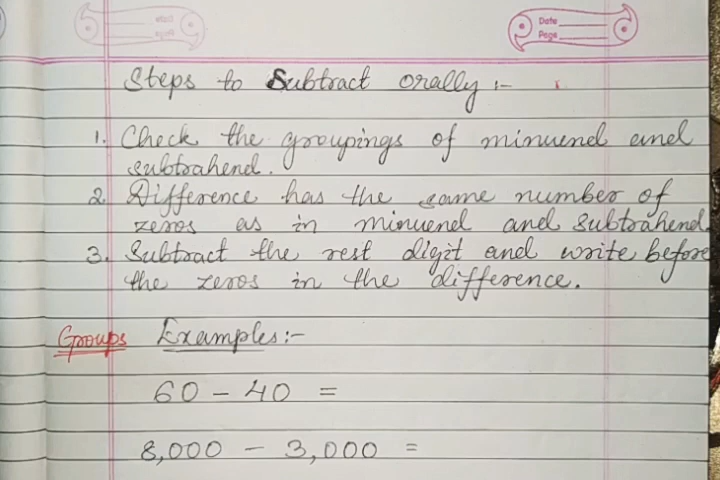 Date
Page
Steps to Subtract orally :-
1. Check the groupings of minuend and
subtrahend.
2. Difference has the same number of
zeros as in minuend and subtrahend.
3. Subtract the rest digit and write before
the zeros in the difference.
Groups Examples:-
60 - 40 =
8,000 - 3,000 =